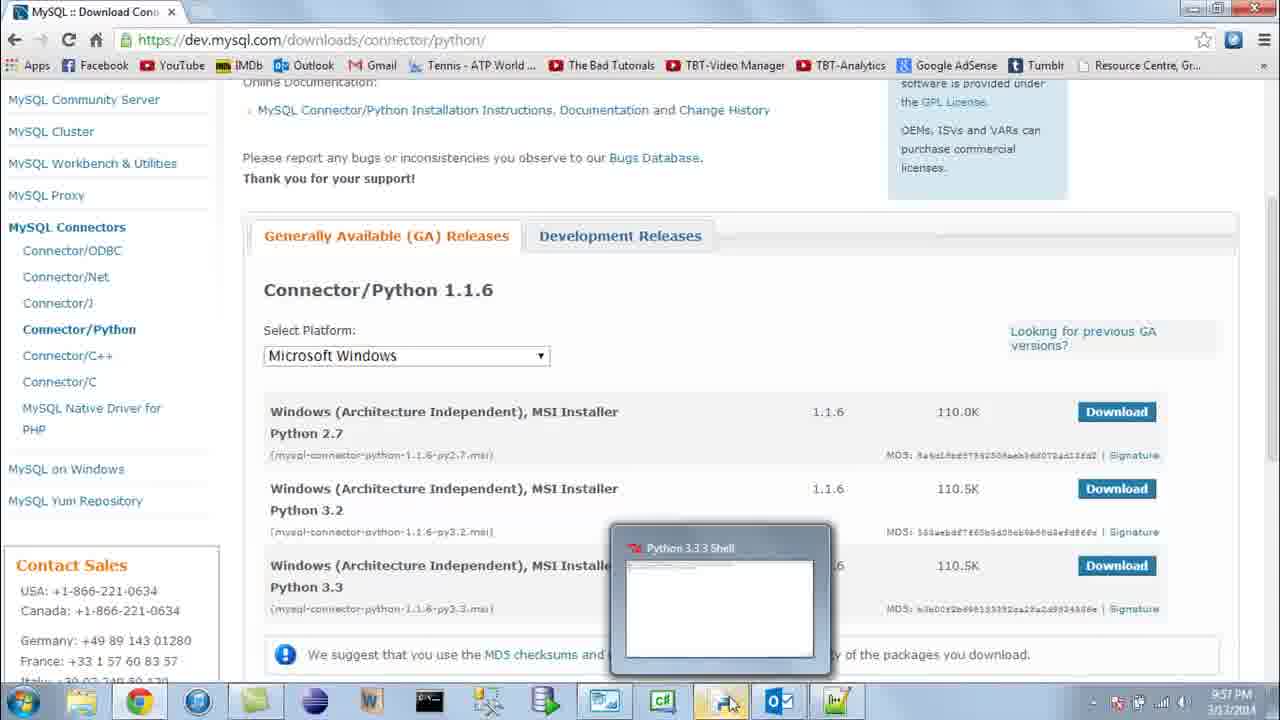 MySQL :: Download Con
https://dev.mysql.com/downloads/connector/python/
Apps Facebook YouTube IMDb Outlook Gmail Tennis - ATP World ... The Bad Tutorials TBT-Video Manager TBT-Analytics Google AdSense Tumblr Resource Centre, Gr... »
MySQL Community Server
MySQL Cluster
MySQL Workbench & Utilities
MySQL Proxy
MySQL Connectors
Connector/ODBC
Connector/Net
Connector/J
Connector/Python
Connector/C++
Connector/C
MySQL Native Driver for
PHP
MySQL on Windows
MySQL Yum Repository
Contact Sales
USA: +1-866-221-0634
Canada: +1-866-221-0634
Germany: +49 89 143 01280
France: +33 1 57 60 83 57
Online Documentation:
MySQL Connector/Python Installation Instructions, Documentation and Change History
Please report any bugs or inconsistencies you observe to our Bugs Database.
Thank you for your support!
software is provided under
the GPL License.
OEMs, ISVs and VARs can
purchase commercial
licenses.
Generally Available (GA) Releases Development Releases
Connector/Python 1.1.6
Select Platform:
Microsoft Windows
Looking for previous GA
versions?
Windows (Architecture Independent), MSI Installer 1.1.6 110.0K Download
Python 2.7
(mysql-connector-python-1.1.6-py2.7.msi) MD5: | Signature
Windows (Architecture Independent), MSI Installer 1.1.6 110.5K Download
Python 3.2
(mysql-connector-python-1.1.6-py3.2.msi) MD5: | Signature
Windows (Architecture Independent), MSI Installe .6 110.5K Download
Python 3.3
(mysql-connector-python-1.1.6-py3.3.msi) MD5: | Signature
We suggest that you use the MD5 checksums and ty of the packages you download.
Python 3.3.3 Shell
9:57 PM
3/13/2014